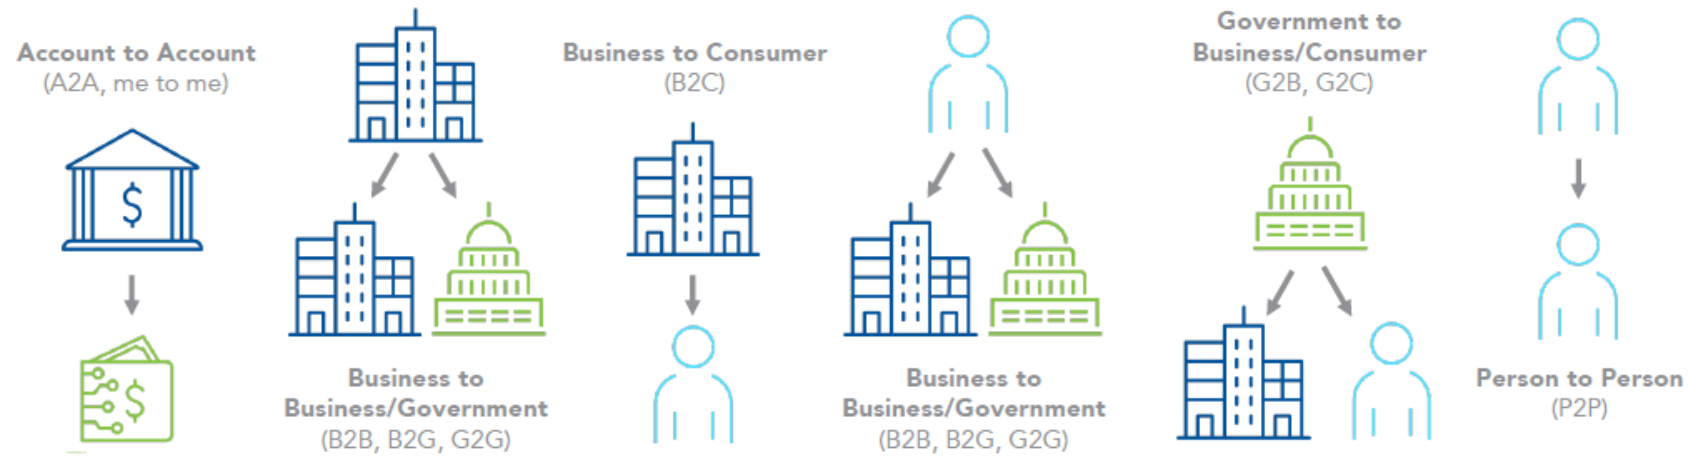 Account to Account
(A2A, me to me)
$
$
Business to
Business/Government
(B2B, B2G, G2G)
Business to Consumer
(B2C)
Business to
Business/Government
(B2B, B2G, G2G)
Government to
Business/Consumer
(G2B, G2C)
Person to Person
(P2P)